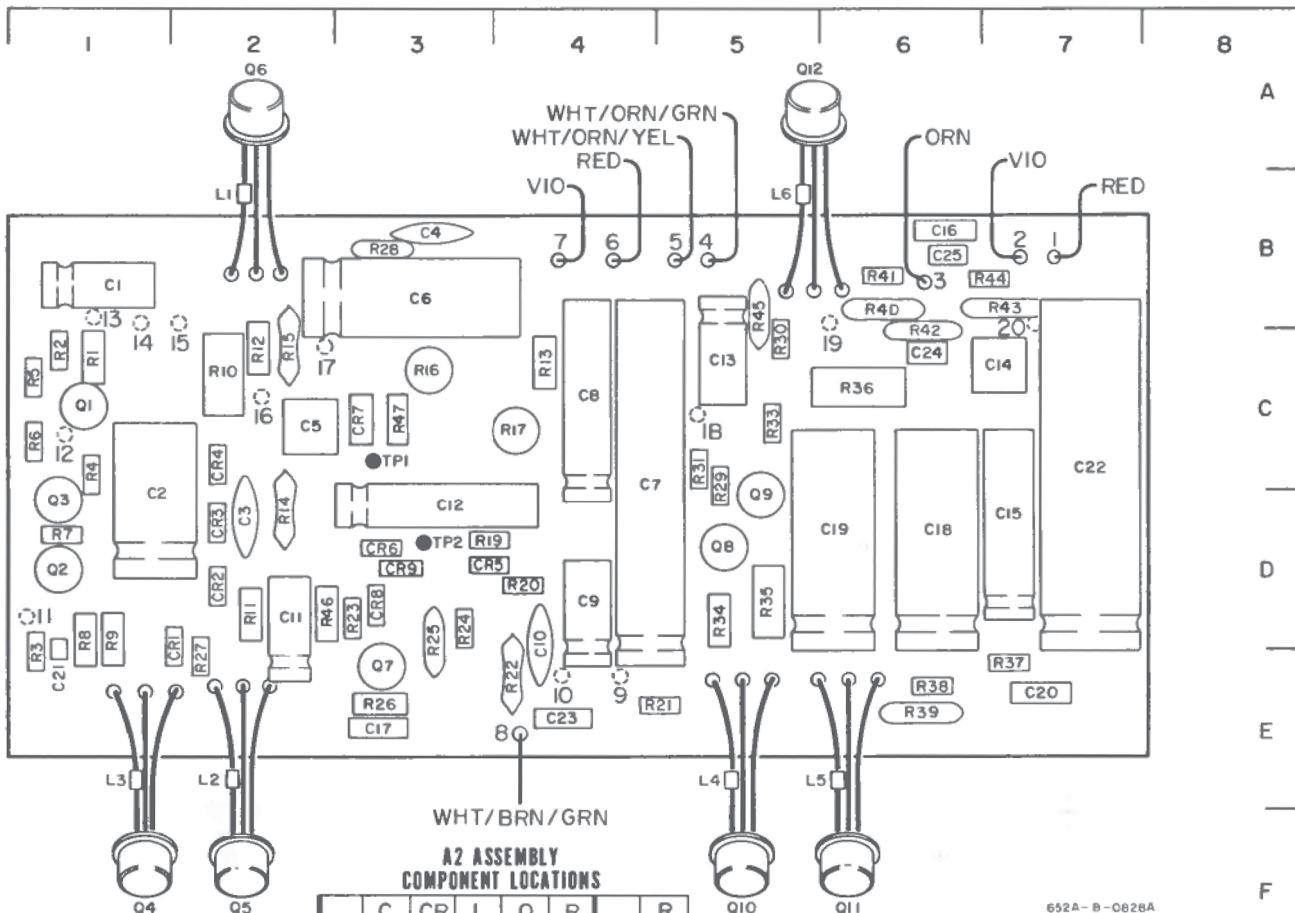 1 2 3 4 5 6 7 8
Q6 Q12
A
WHT/ORN/GRN
WHT/ORN/YEL
RED
VIO
ORN
VIO
RED
L1 L6
B
C4
R28
7 6 5 4
C16
C25
2 1
R41
3
R44
C1
C6
R45
R40
R43
13 14 15
R42
19
20
R2 R1
R12 R15
17
R13
R30
C24
C14
R5
R10
R16
C13
R36
Q1
16
C5
CR7 R47
C8
18
R33
C
R6
12
R17
R4
CR4
TP1
R31
R29
C7
C22
C2
Q3
C3
R14
C12
Q9
C19
C18
C15
R7
CR3
TP2
R19
Q8
Q2
CR6
CR9
CR5
D
CR2
R20
C9
11
R11
C11
R46
R23
CR8
R25
R24
C10
R34
R35
R3
C21
R8
R9
CR1
R27
Q7
R22
10
9
R37
R26
R21
R38
C20
C17
C23
R39
8
E
L3 L2 L4 L5
WHT/BRN/GRN
A2 ASSEMBLY
COMPONENT LOCATIONS
F
Q4 Q5 Q10 Q11
C CR L Q R R
652A-B-0828A